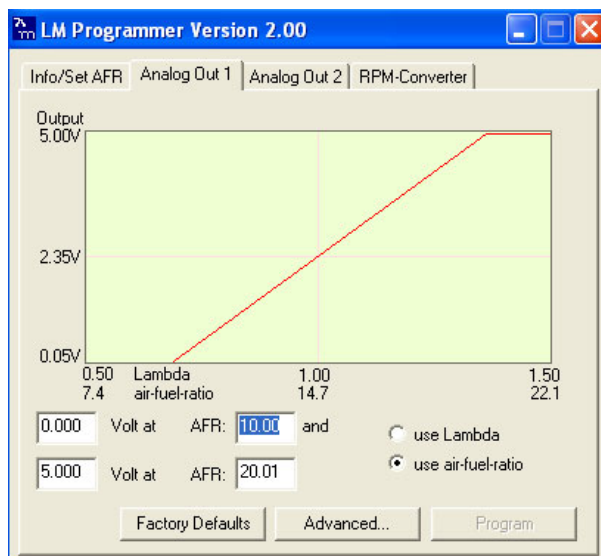 LM Programmer Version 2.00
Info/Set AFR Analog Out 1 Analog Out 2 RPM-Converter
Output
5.00V
2.35V
0.05V
0.50 Lambda 1.00 1.50
7.4 air-fuel-ratio 14.7 22.1
0.000 Volt at AFR: 10.00 and
use Lambda
5.000 Volt at AFR: 20.01
use air-fuel-ratio
Factory Defaults Advanced... Program